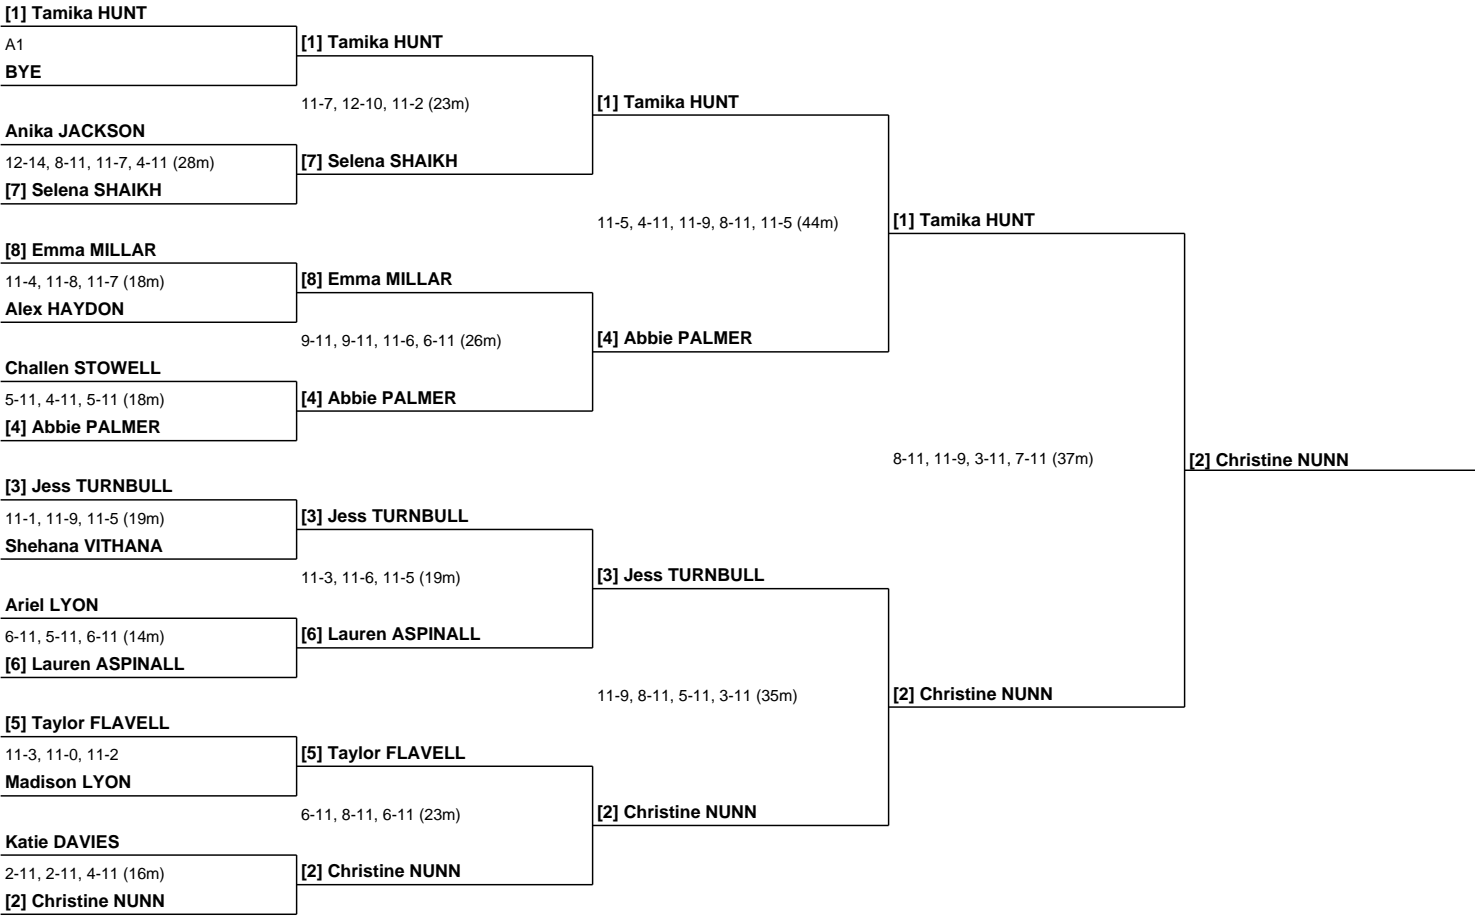 [1] Tamika HUNT
A1
BYE
Anika JACKSON
12-14, 8-11, 11-7, 4-11 (28m)
[7] Selena SHAIKH
[8] Emma MILLAR
11-4, 11-8, 11-7 (18m)
Alex HAYDON
Challen STOWELL
5-11, 4-11, 5-11 (18m)
[4] Abbie PALMER
[3] Jess TURNBULL
11-1, 11-9, 11-5 (19m)
Shehana VITHANA
Ariel LYON
6-11, 5-11, 6-11 (14m)
[6] Lauren ASPINALL
[5] Taylor FLAVELL
11-3, 11-0, 11-2
Madison LYON
Katie DAVIES
2-11, 2-11, 4-11 (16m)
[2] Christine NUNN
[1] Tamika HUNT
11-7, 12-10, 11-2 (23m)
[7] Selena SHAIKH
[8] Emma MILLAR
9-11, 9-11, 11-6, 6-11 (26m)
[4] Abbie PALMER
[3] Jess TURNBULL
11-3, 11-6, 11-5 (19m)
[6] Lauren ASPINALL
[5] Taylor FLAVELL
6-11, 8-11, 6-11 (23m)
[2] Christine NUNN
[1] Tamika HUNT
11-5, 4-11, 11-9, 8-11, 11-5 (44m)
[4] Abbie PALMER
[3] Jess TURNBULL
11-9, 8-11, 5-11, 3-11 (35m)
[2] Christine NUNN
[1] Tamika HUNT
8-11, 11-9, 3-11, 7-11 (37m)
[2] Christine NUNN
[2] Christine NUNN